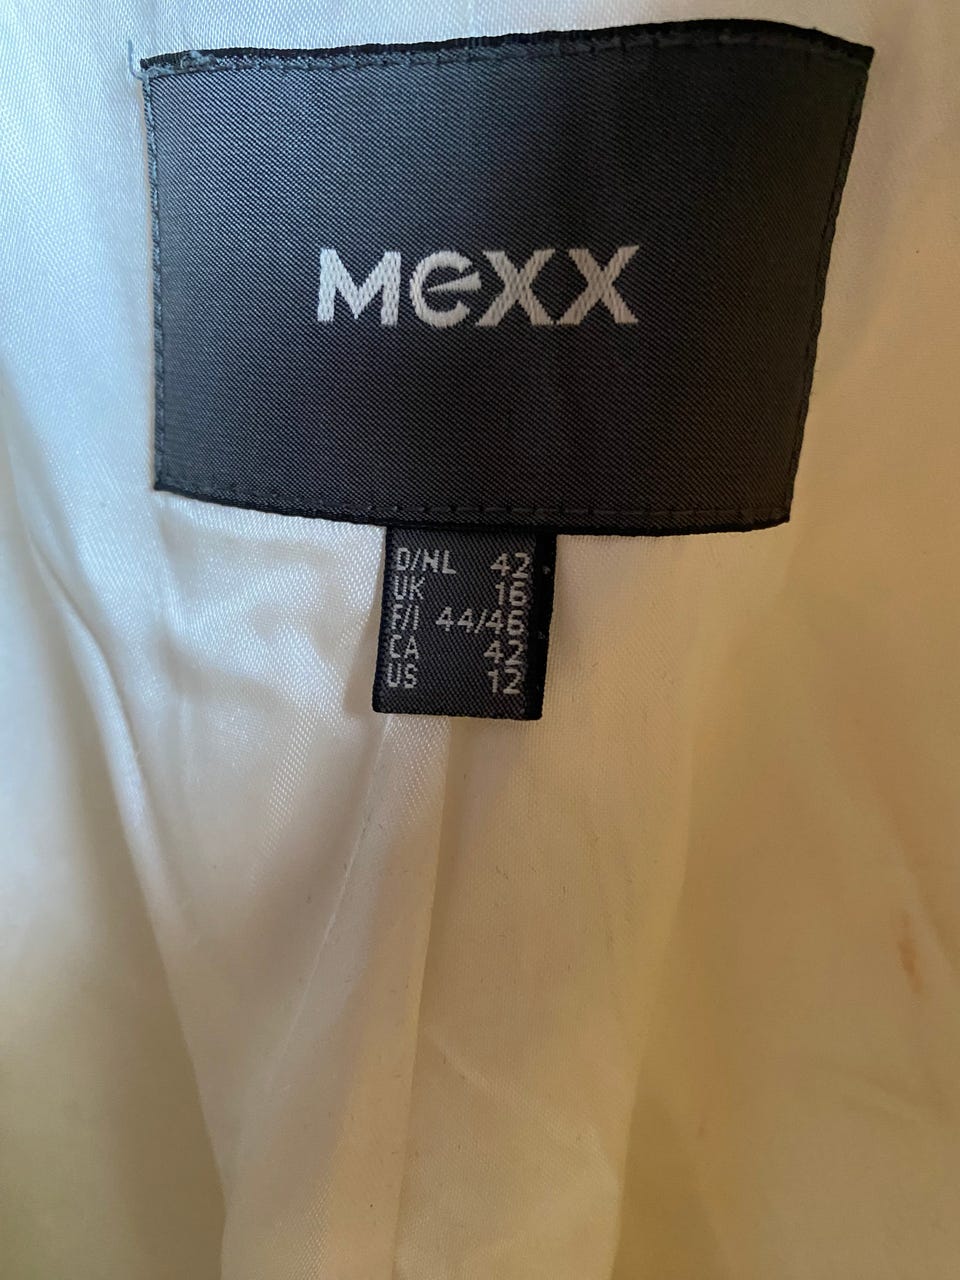 MeXX
D/NL 42
UK 16
F/I 44/46
CA 42
US 12